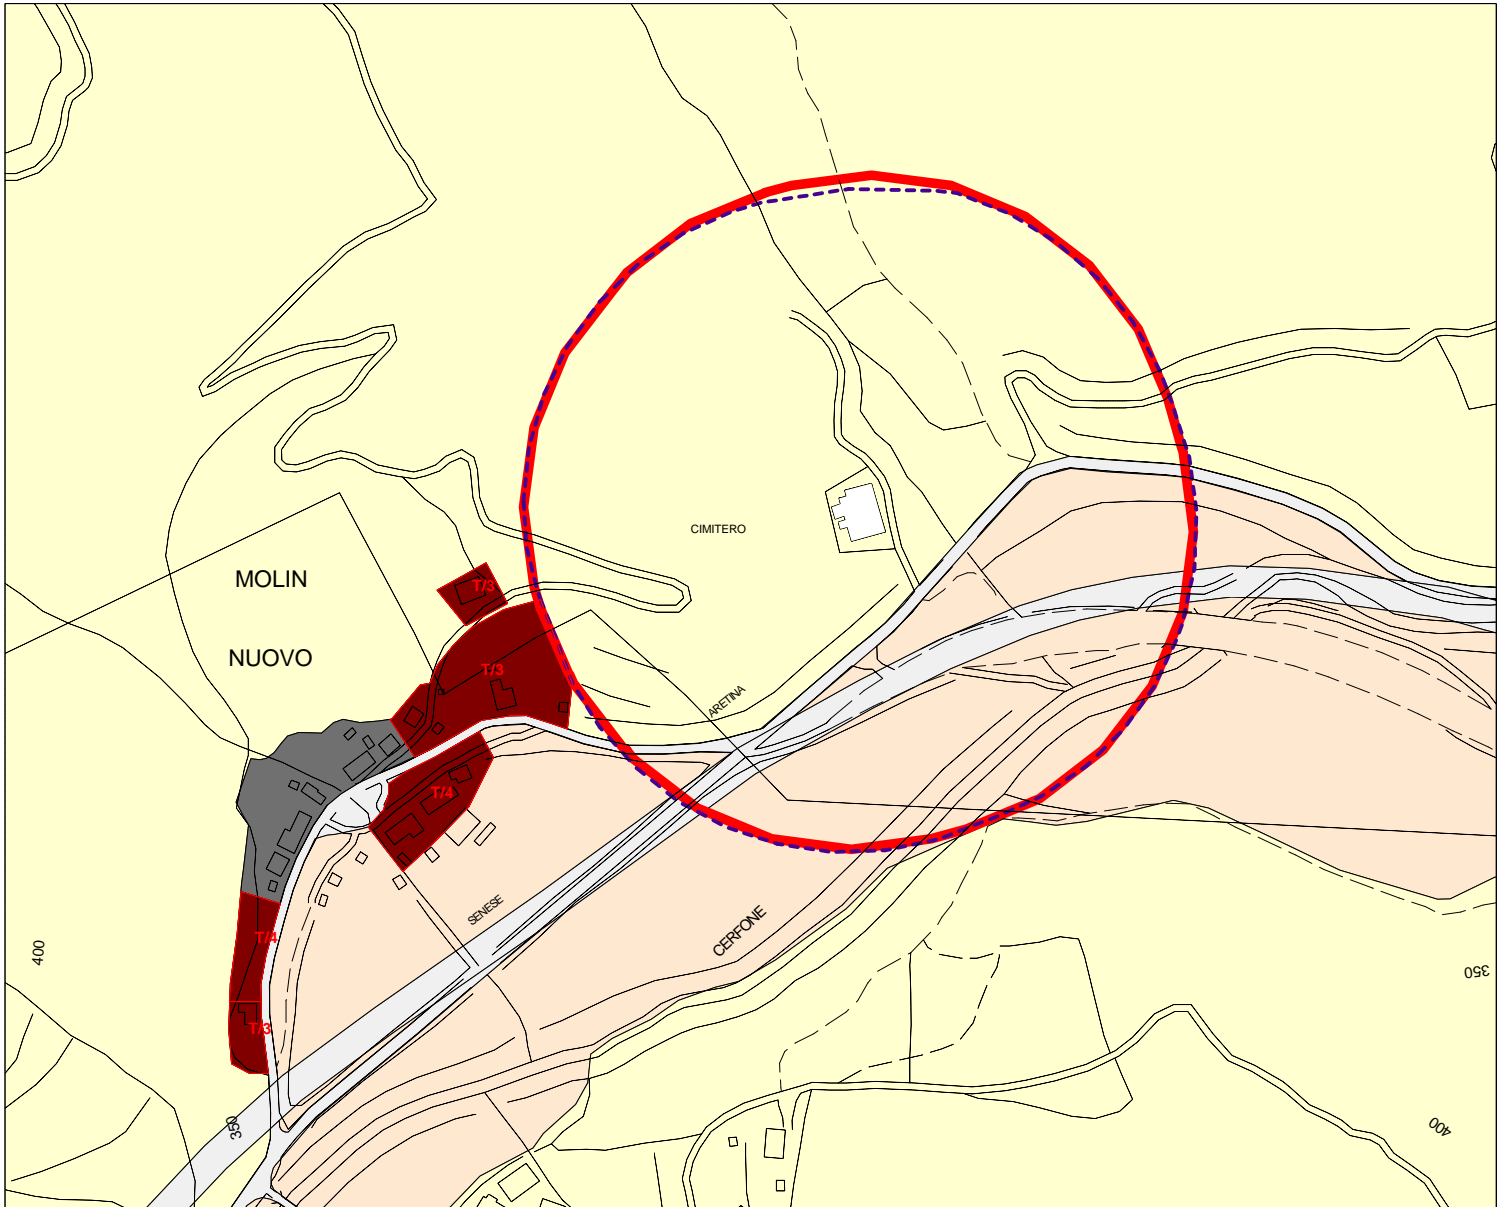 CIMITERO
MOLIN
T/3
NUOVO
T/3
ARETINA
T/4
SENESE
CERFONE
T/4
400
350
T/3
350
400